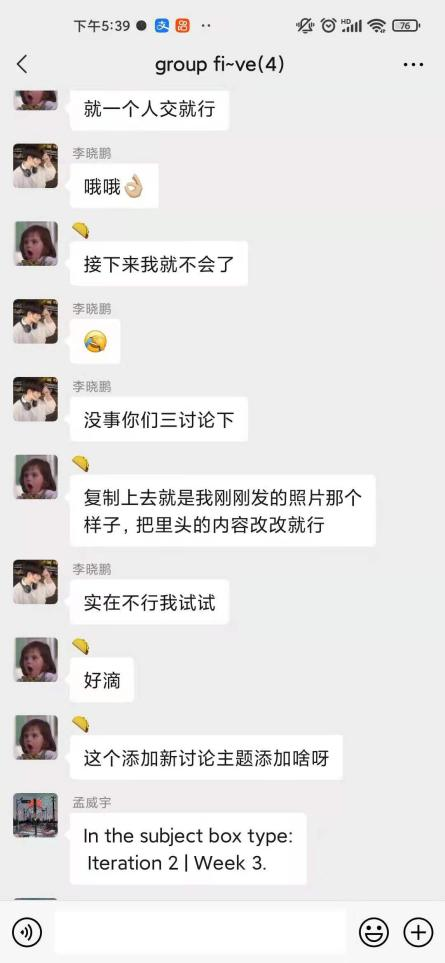 下午5:39
HD
76
group fi~ve(4)
就一个人交就行
李晓鹏
哦哦👌🏼
🌮
接下来我就不会了
李晓鹏
🤣
李晓鹏
没事你们三讨论下
🌮
复制上去就是我刚刚发的照片那个
样子，把里头的内容改改就行
李晓鹏
实在不行我试试
🌮
好滴
🌮
这个添加新讨论主题添加啥呀
孟威宇
In the subject box type:
Iteration 2 | Week 3.